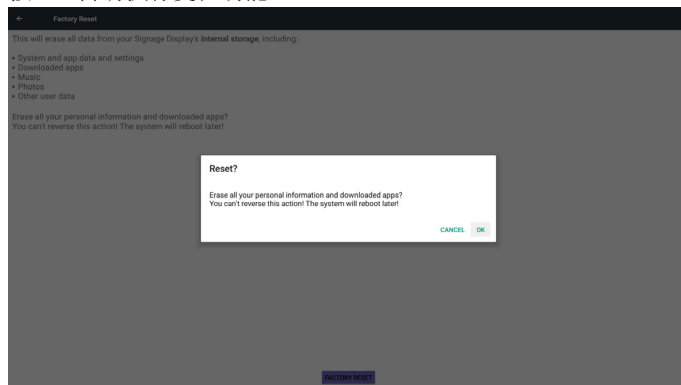 ← Factory Reset
This will erase all data from your Signage Display's internal storage, including:
• System and app data and settings
• Downloaded apps
• Music
• Photos
• Other user data
Erase all your personal information and downloaded apps?
You can't reverse this action! The system will reboot later!
Reset?
Erase all your personal information and downloaded apps?
You can't reverse this action! The system will reboot later!
CANCEL OK
FACTORY RESET